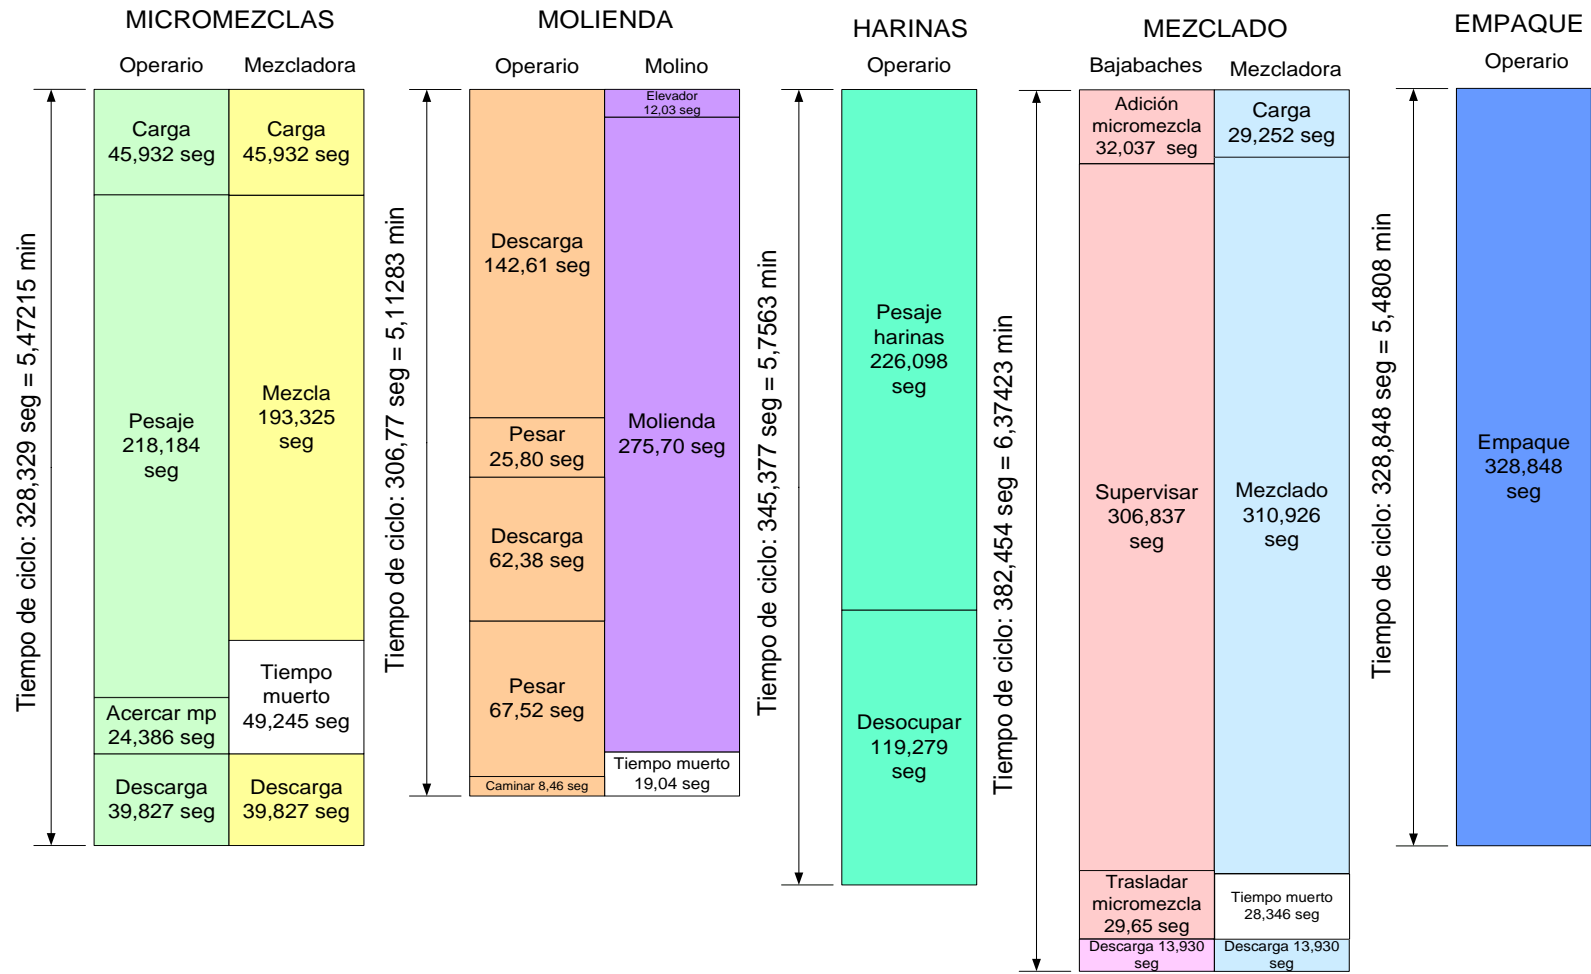 MICROMEZCLAS
Operario
Mezcladora
Tiempo de ciclo: 328,329 seg = 5,47215 min
Carga
45,932 seg
Pesaje
218,184
seg
Acercar mp
24,386 seg
Descarga
39,827 seg
Carga
45,932 seg
Mezcla
193,325
seg
Tiempo
muerto
49,245 seg
Descarga
39,827 seg
MOLIENDA
Operario
Molino
Tiempo de ciclo: 306,77 seg = 5,11283 min
Descarga
142,61 seg
Pesar
25,80 seg
Descarga
62,38 seg
Pesar
67,52 seg
Caminar 8,46 seg
Elevador
12,03 seg
Molienda
275,70 seg
Tiempo muerto
19,04 seg
HARINAS
Operario
Tiempo de ciclo: 345,377 seg = 5,7563 min
Pesaje
harinas
226,098
seg
Desocupar
119,279
seg
MEZCLADO
Bajabaches
Mezcladora
Tiempo de ciclo: 382,454 seg = 6,37423 min
Adición
micromezcla
32,037 seg
Supervisar
306,837
seg
Trasladar
micromezcla
29,65 seg
Descarga 13,930
seg
Carga
29,252 seg
Mezclado
310,926
seg
Tiempo muerto
28,346 seg
Descarga 13,930
seg
EMPAQUE
Operario
Tiempo de ciclo: 328,848 seg = 5,4808 min
Empaque
328,848
seg